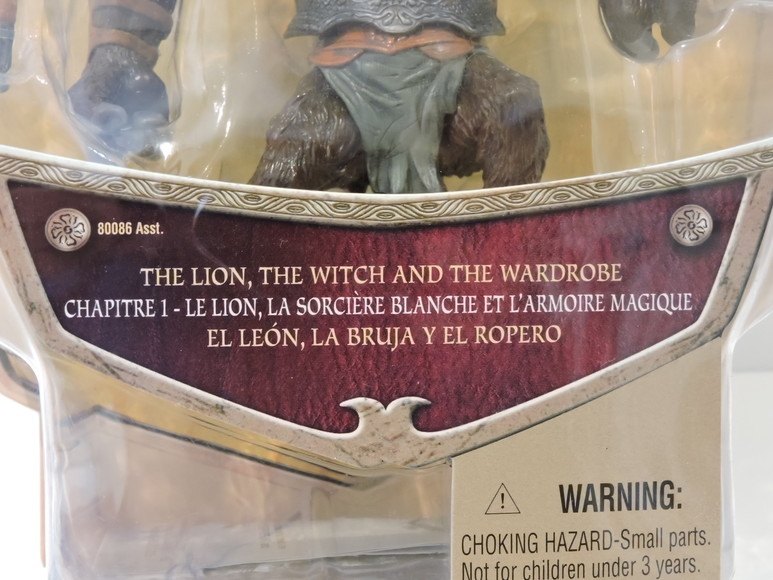 80086 Asst.
THE LION, THE WITCH AND THE WARDROBE
CHAPITRE 1 - LE LION, LA SORCIÈRE BLANCHE ET L'ARMOIRE MAGIQUE
EL LEÓN, LA BRUJA Y EL ROPERO
WARNING:
CHOKING HAZARD-Small parts.
Not for children under 3 years.